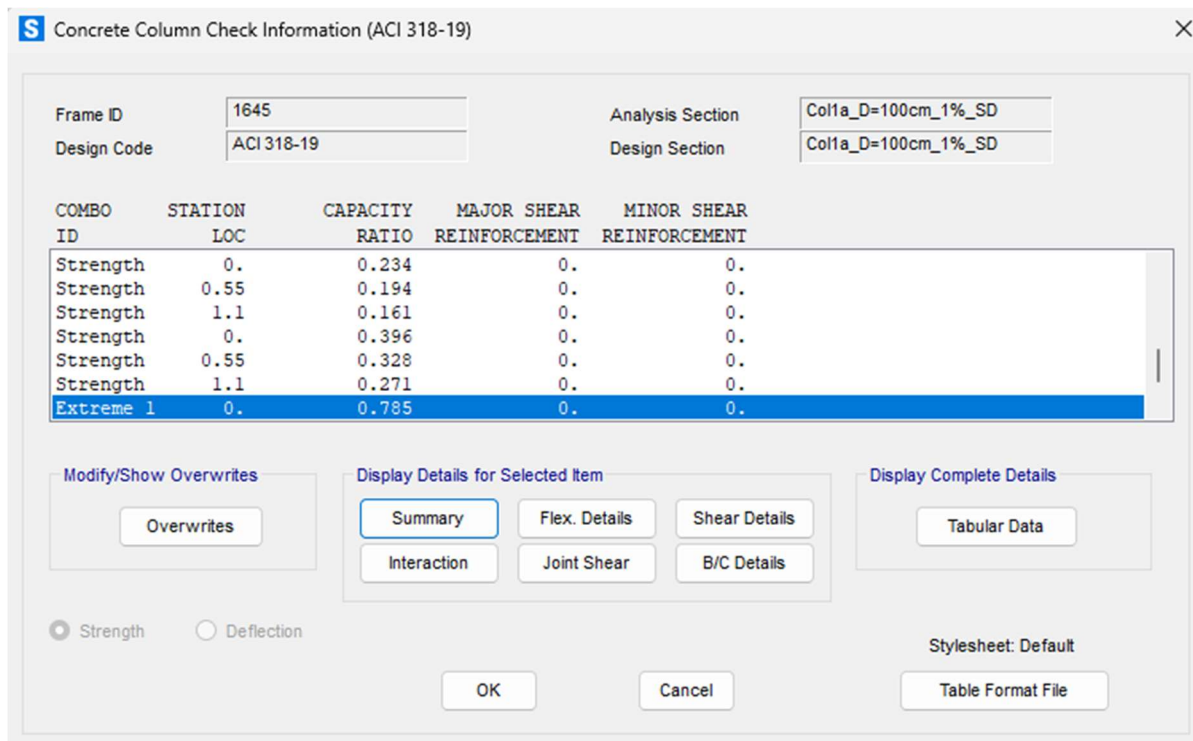 S Concrete Column Check Information (ACI 318-19)
Frame ID 1645 Analysis Section Col1a_D=100cm_1%_SD
Design Code ACI 318-19 Design Section Col1a_D=100cm_1%_SD
COMBO STATION CAPACITY MAJOR SHEAR MINOR SHEAR
ID LOC RATIO REINFORCEMENT REINFORCEMENT
Strength 0. 0.234 0. 0.
Strength 0.55 0.194 0. 0.
Strength 1.1 0.161 0. 0.
Strength 0. 0.396 0. 0.
Strength 0.55 0.328 0. 0.
Strength 1.1 0.271 0. 0.
Extreme l 0. 0.785 0. 0.
Modify/Show Overwrites Display Details for Selected Item Display Complete Details
Overwrites Summary Flex. Details Shear Details Tabular Data
Interaction Joint Shear B/C Details
Strength Deflection
Stylesheet: Default
OK Cancel Table Format File